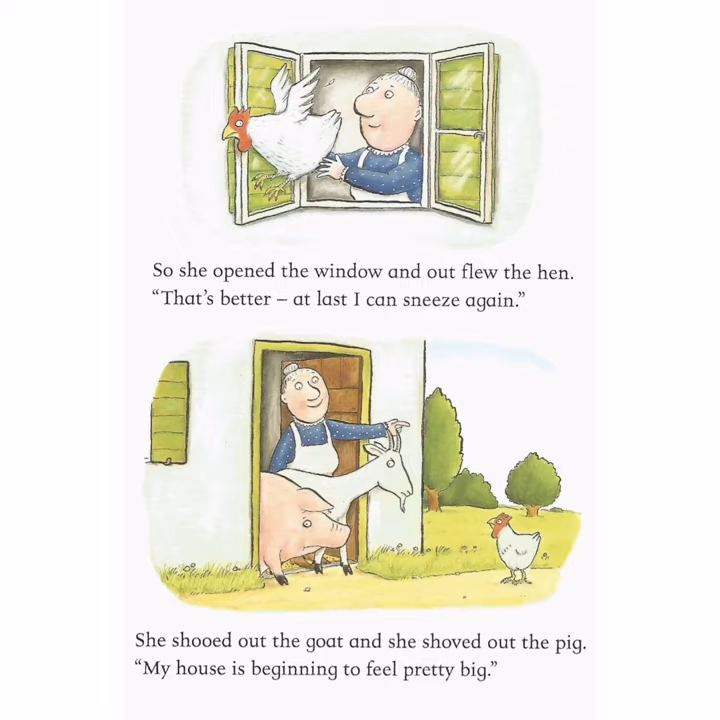 So she opened the window and out flew the hen.
“That’s better – at last I can sneeze again.”
She shooed out the goat and she shoved out the pig.
“My house is beginning to feel pretty big.”